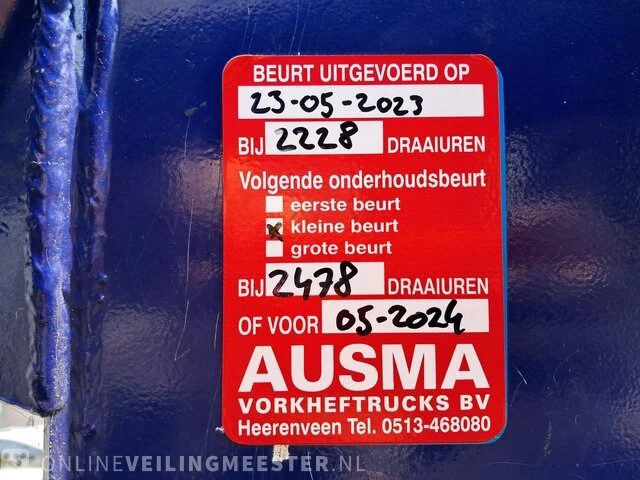 BEURT UITGEVOERD OP
23-05-2023
BIJ 2228 DRAAIUREN
Volgende onderhoudsbeurt
eerste beurt
x kleine beurt
grote beurt
BIJ 2478 DRAAIUREN
OF VOOR 05-2024
AUSMA
VORKHEFTRUCKS BV
Heerenveen Tel. 0513-468080
ONLINEVEILINGMEESTER.NL